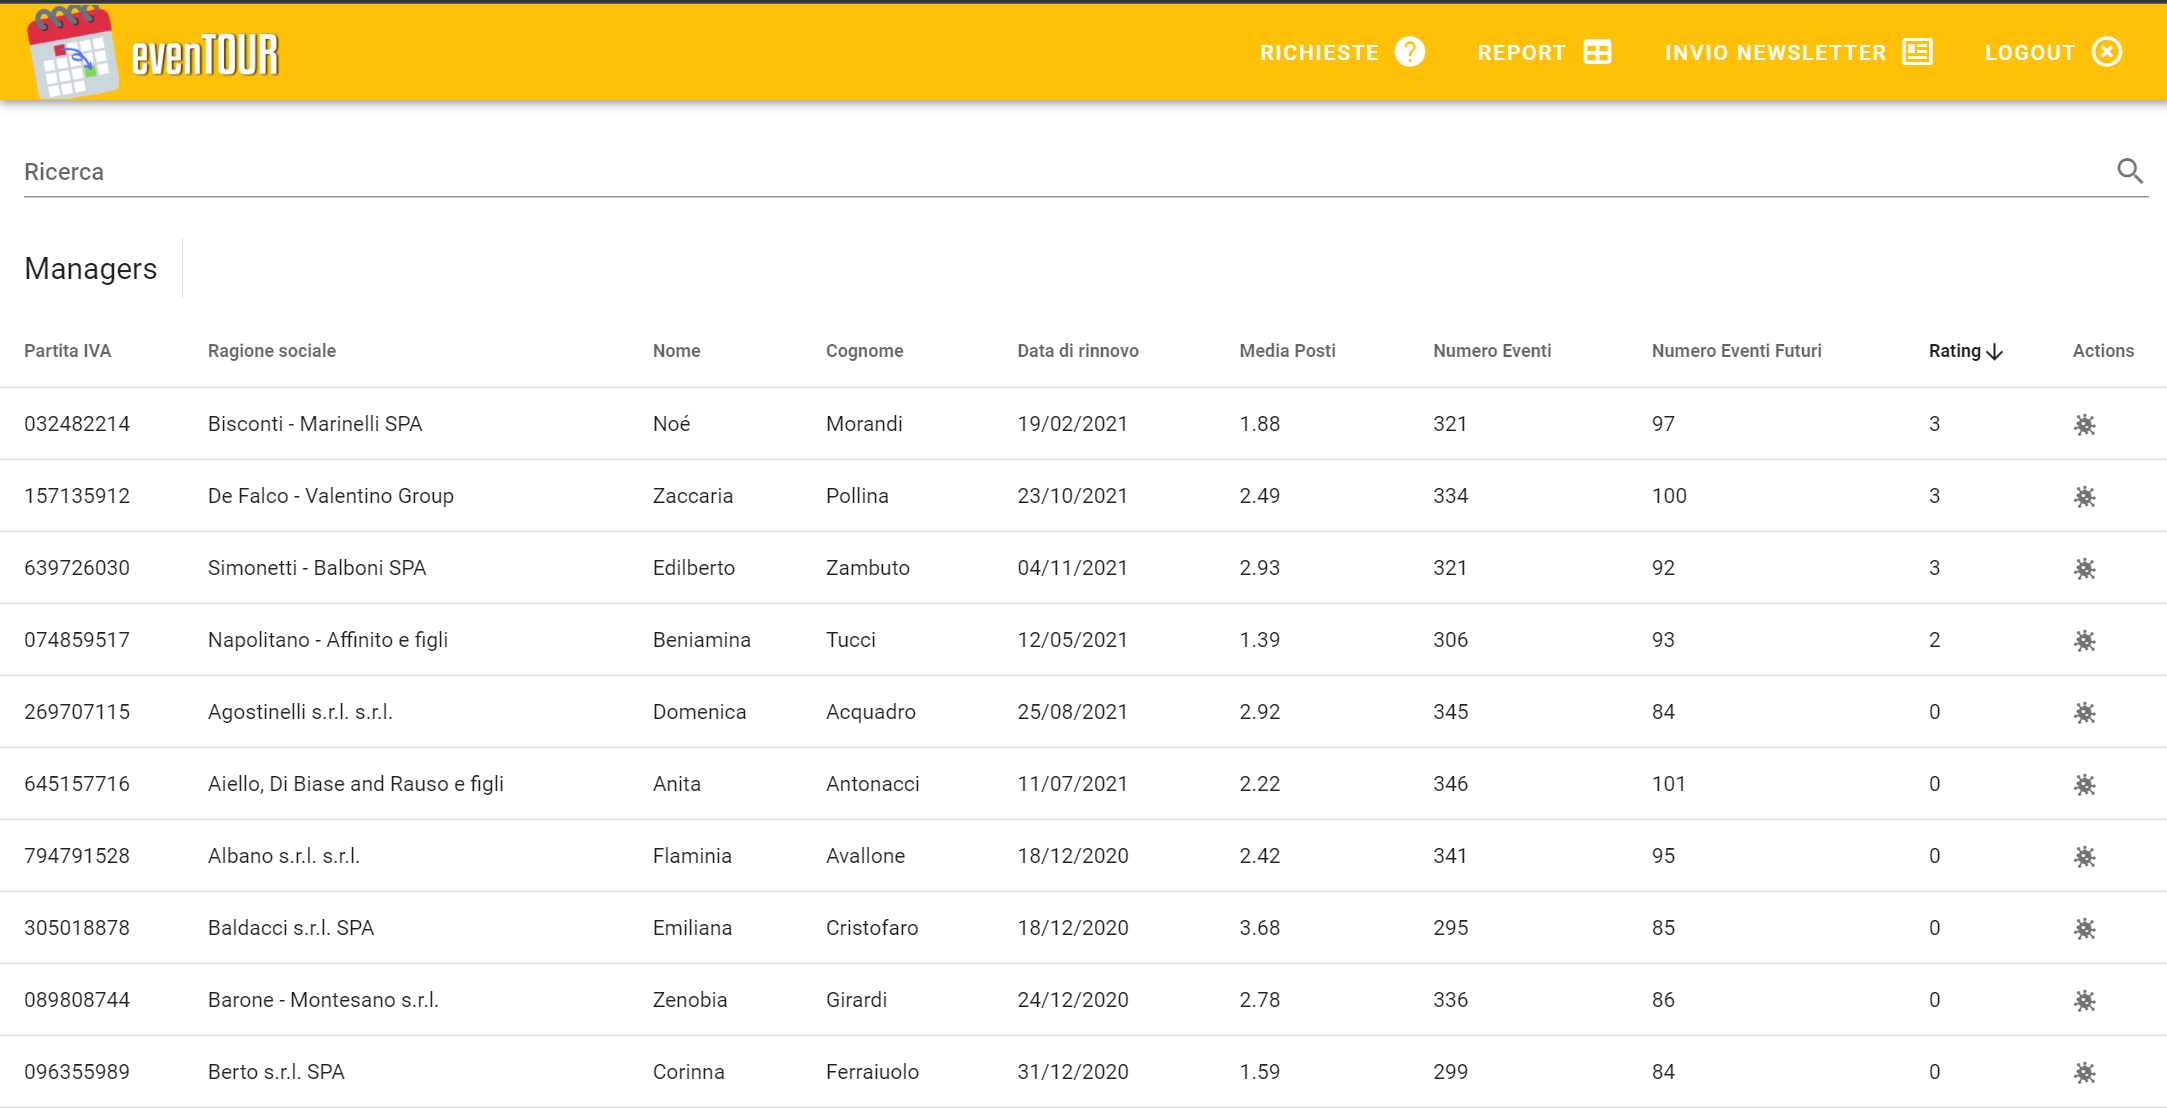 evenTOUR RICHIESTE REPORT INVIO NEWSLETTER LOGOUT
Ricerca
Managers
Partita IVA Ragione sociale Nome Cognome Data di rinnovo Media Posti Numero Eventi Numero Eventi Futuri Rating Actions
032482214 Bisconti - Marinelli SPA Noé Morandi 19/02/2021 1.88 321 97 3
157135912 De Falco - Valentino Group Zaccaria Pollina 23/10/2021 2.49 334 100 3
639726030 Simonetti - Balboni SPA Edilberto Zambuto 04/11/2021 2.93 321 92 3
074859517 Napolitano - Affinito e figli Beniamina Tucci 12/05/2021 1.39 306 93 2
269707115 Agostinelli s.r.l. s.r.l. Domenica Acquadro 25/08/2021 2.92 345 84 0
645157716 Aiello, Di Biase and Rauso e figli Anita Antonacci 11/07/2021 2.22 346 101 0
794791528 Albano s.r.l. s.r.l. Flaminia Avallone 18/12/2020 2.42 341 95 0
305018878 Baldacci s.r.l. SPA Emiliana Cristofaro 18/12/2020 3.68 295 85 0
089808744 Barone - Montesano s.r.l. Zenobia Girardi 24/12/2020 2.78 336 86 0
096355989 Berto s.r.l. SPA Corinna Ferraiuolo 31/12/2020 1.59 299 84 0